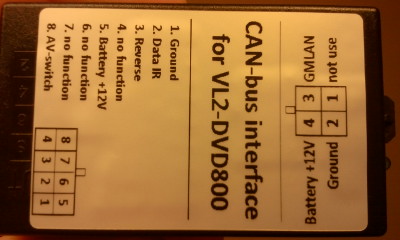 not use 1 2 Ground
GMLAN 3 4 Battery +12V
CAN-bus interface
for VL2-DVD800
1. Ground
2. Data IR
3. Reverse
4. no function
5. Battery +12V
6. no function
7. no function
8. AV-switch
8 7 6 5
4 3 2 1